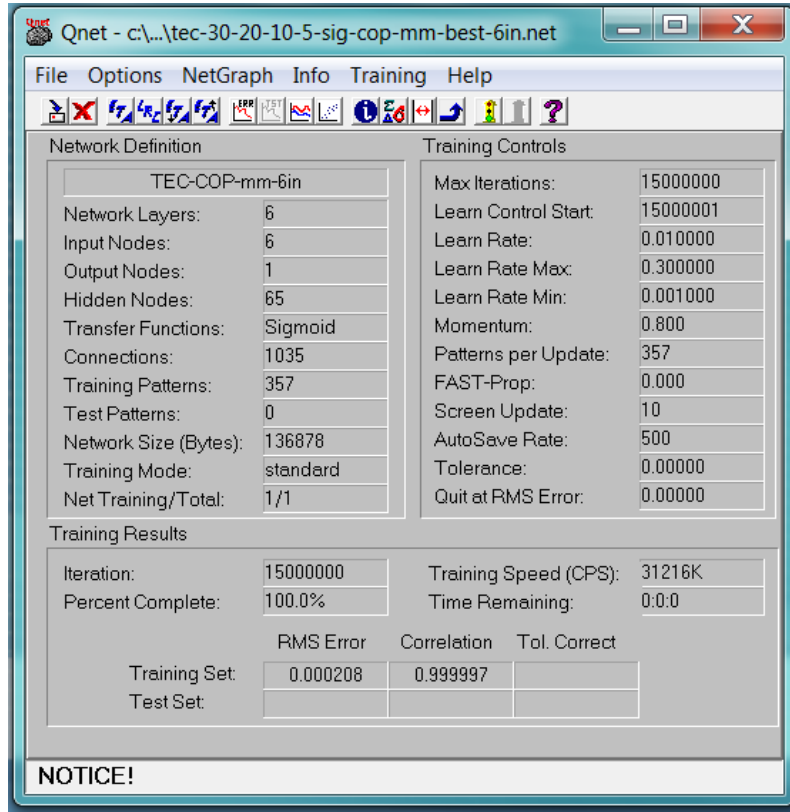 Qnet - c:\...\tec-30-20-10-5-sig-cop-mm-best-6in.net
File Options NetGraph Info Training Help
Network Definition
TEC-COP-mm-6in
Network Layers: 6
Input Nodes: 6
Output Nodes: 1
Hidden Nodes: 65
Transfer Functions: Sigmoid
Connections: 1035
Training Patterns: 357
Test Patterns: 0
Network Size (Bytes): 136878
Training Mode: standard
Net Training/Total: 1/1
Training Controls
Max Iterations: 15000000
Learn Control Start: 15000001
Learn Rate: 0.010000
Learn Rate Max: 0.300000
Learn Rate Min: 0.001000
Momentum: 0.800
Patterns per Update: 357
FAST-Prop: 0.000
Screen Update: 10
AutoSave Rate: 500
Tolerance: 0.00000
Quit at RMS Error: 0.00000
Training Results
Iteration: 15000000 Training Speed (CPS): 31216K
Percent Complete: 100.0% Time Remaining: 0:0:0
RMS Error Correlation Tol. Correct
Training Set: 0.000208 0.999997
Test Set:
NOTICE!